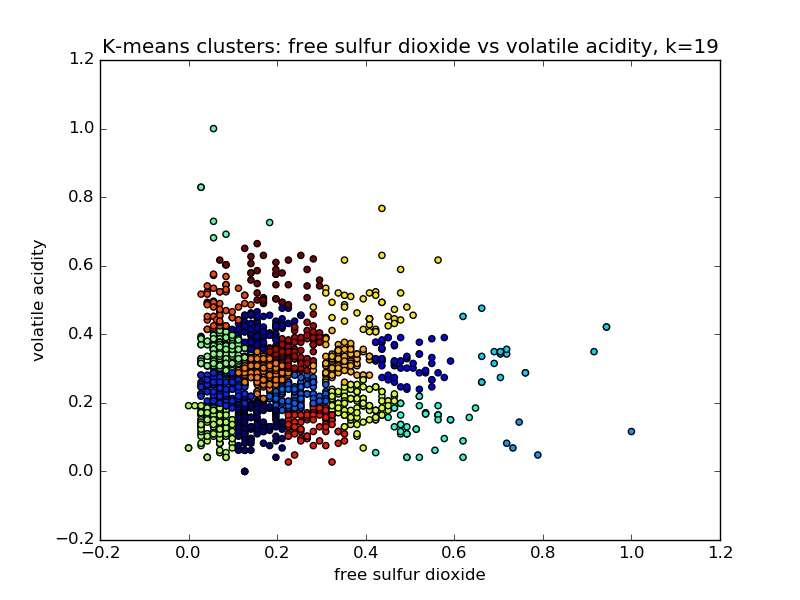 K-means clusters: free sulfur dioxide vs volatile acidity, k=19
1.2
1.0
0.8
0.6
0.4
0.2
0.0
−0.2
volatile acidity
−0.2 0.0 0.2 0.4 0.6 0.8 1.0 1.2
free sulfur dioxide